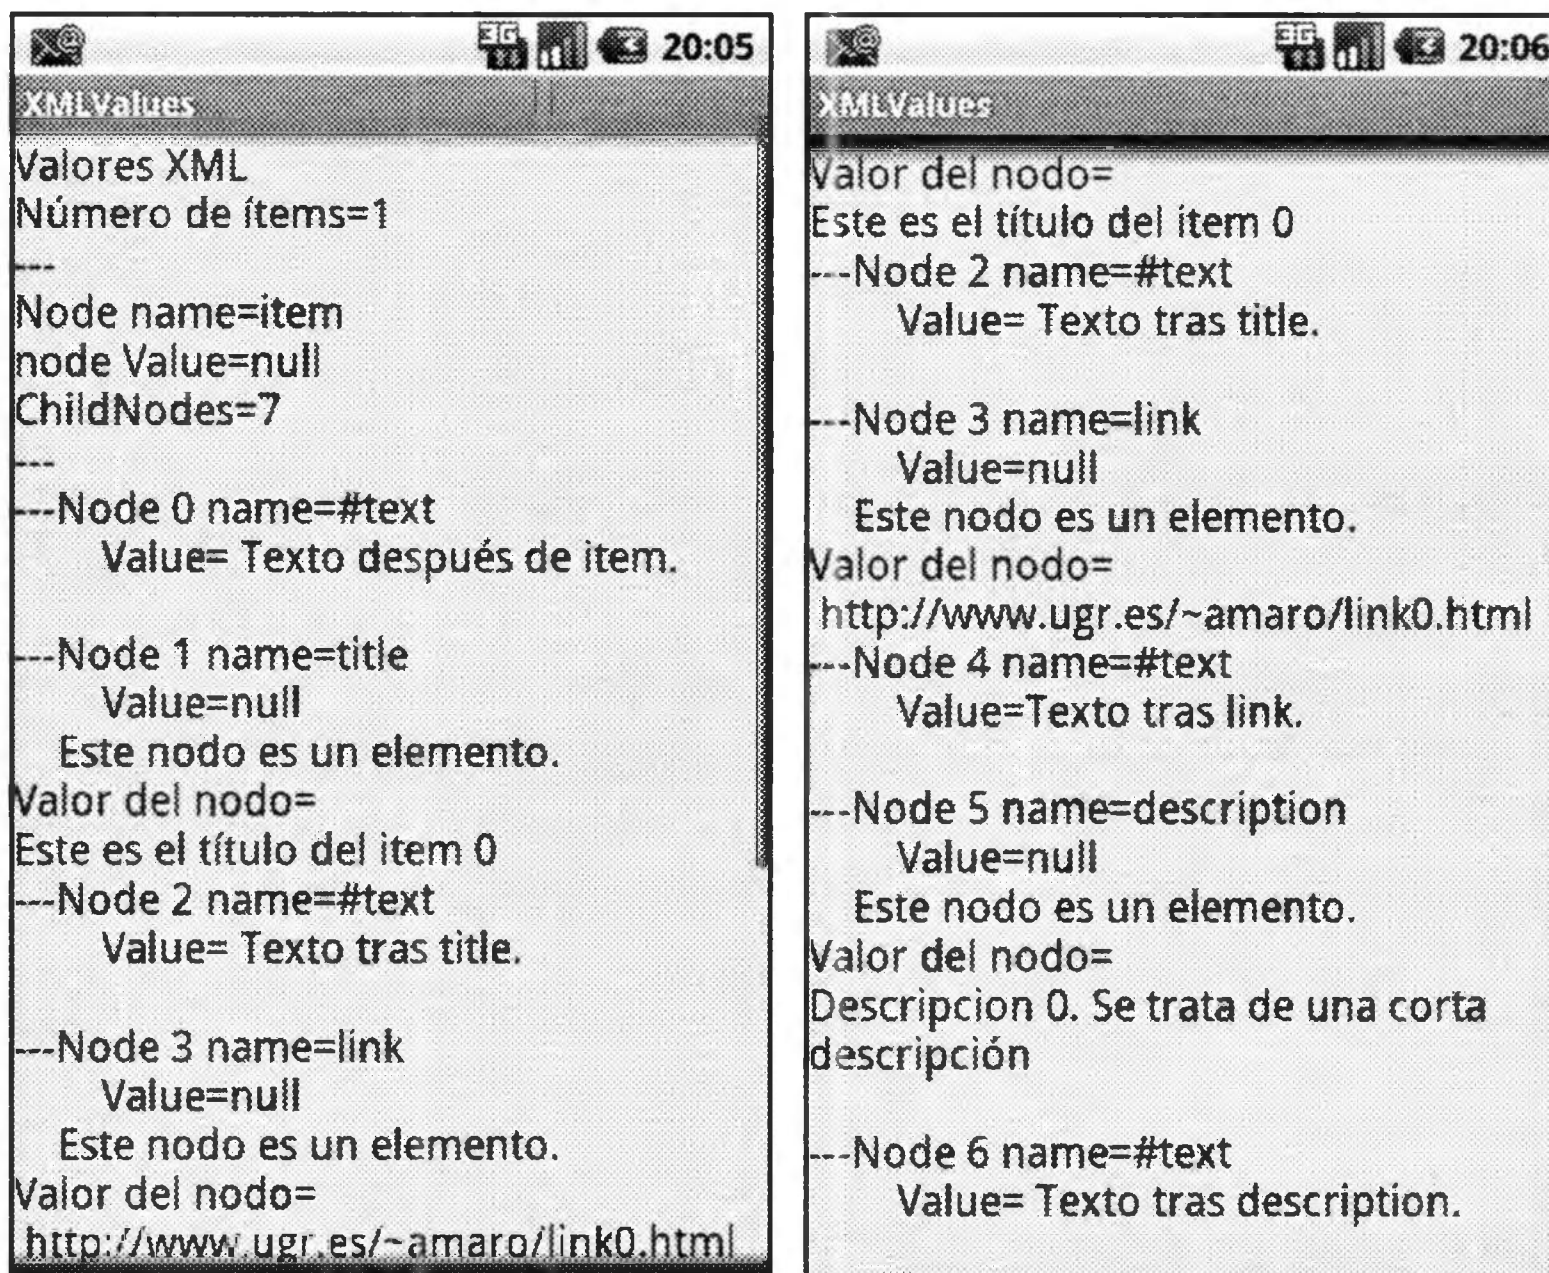 3G 20:05
XMLValues
Valores XML
Número de ítems=1
---
Node name=item
node Value=null
ChildNodes=7
---
---Node 0 name=#text
Value= Texto después de item.
---Node 1 name=title
Value=null
Este nodo es un elemento.
Valor del nodo=
Este es el título del item 0
---Node 2 name=#text
Value= Texto tras title.
---Node 3 name=link
Value=null
Este nodo es un elemento.
Valor del nodo=
http://www.ugr.es/~amaro/link0.html
3G 20:06
XMLValues
Valor del nodo=
Este es el título del item 0
---Node 2 name=#text
Value= Texto tras title.
---Node 3 name=link
Value=null
Este nodo es un elemento.
Valor del nodo=
http://www.ugr.es/~amaro/link0.html
---Node 4 name=#text
Value=Texto tras link.
---Node 5 name=description
Value=null
Este nodo es un elemento.
Valor del nodo=
Descripcion 0. Se trata de una corta
descripción
---Node 6 name=#text
Value= Texto tras description.